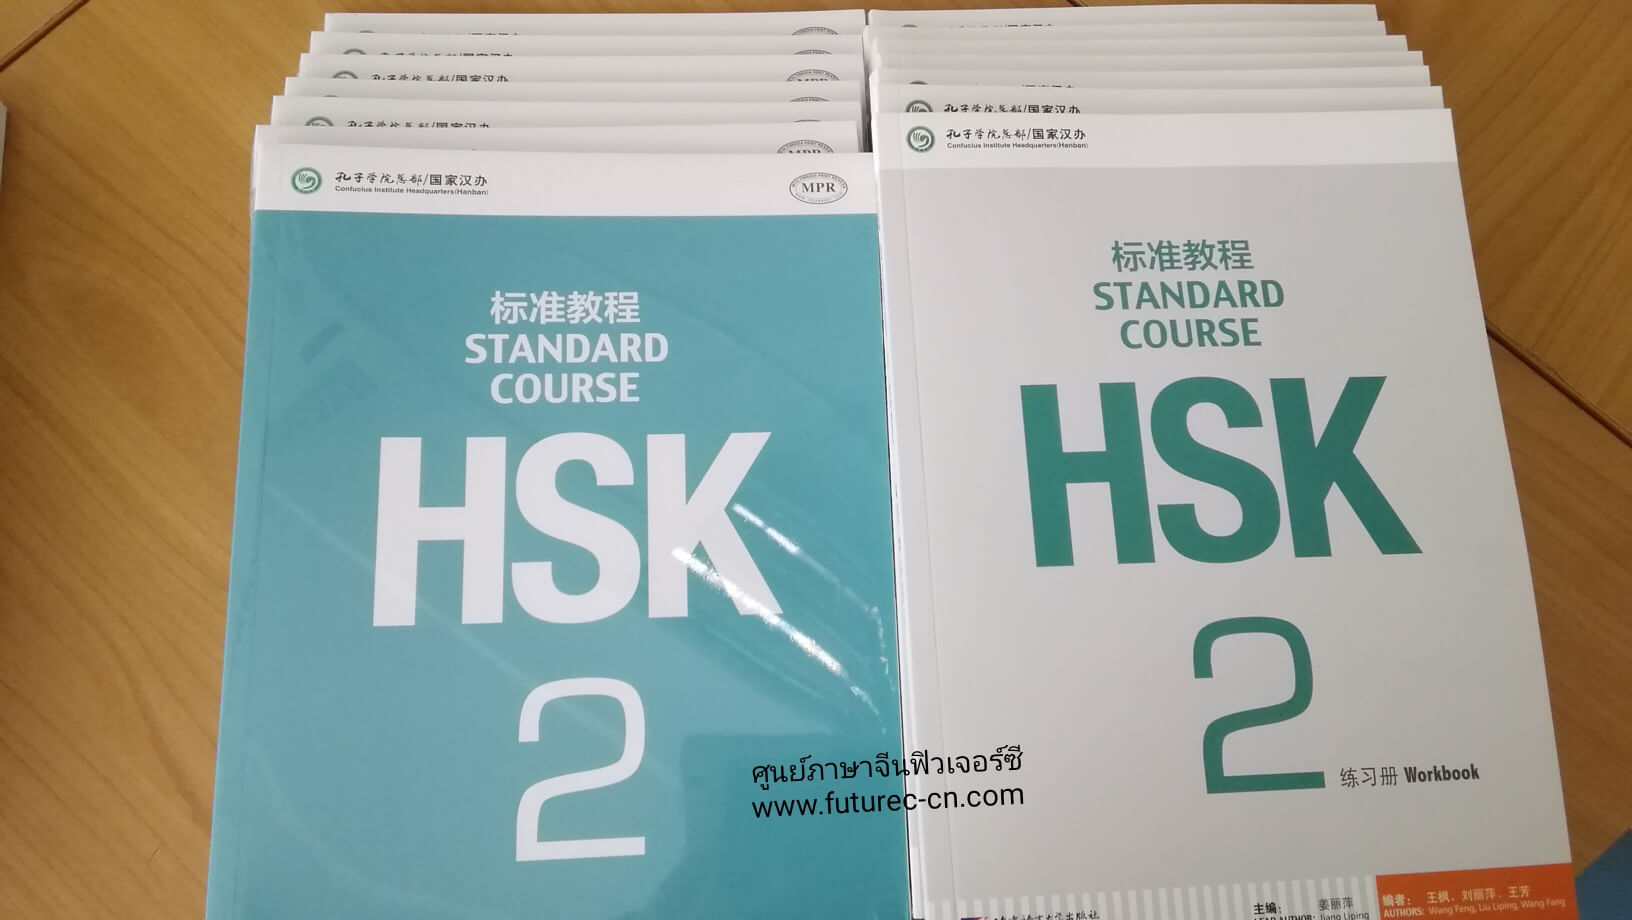 孔子学院总部/国家汉办
Confucius Institute Headquarters(Hanban)
MPR
标准教程
STANDARD
COURSE
HSK
2
孔子学院总部/国家汉办
Confucius Institute Headquarters(Hanban)
标准教程
STANDARD
COURSE
HSK
2
练习册 Workbook
主编： 姜丽萍
LEAD AUTHOR: Jiang Liping
编者： 王枫、刘丽萍、王芳
AUTHORS: Wang Feng, Liu Liping, Wang Fang
ศูนย์ภาษาจีนฟิวเจอร์ซี
www.futurec-cn.com